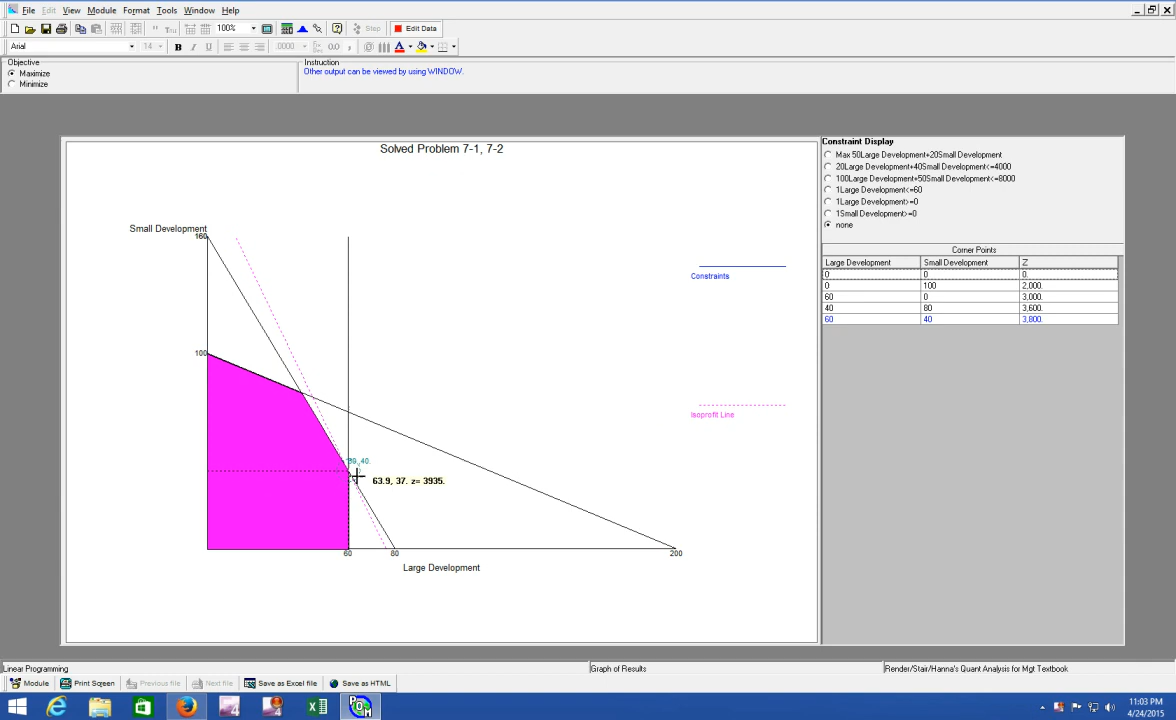 File Edit View Module Format Tools Window Help
100% Step Edit Data
Arial 14 B I U .0000 0.0 , A
Objective
Maximize
Minimize
Instruction
Other output can be viewed by using WINDOW.
Solved Problem 7-1, 7-2
Small Development
160
100
60
80
200
Large Development
63.9, 37. z= 3935.
Constraints
Isoprofit Line
Constraint Display
Max 50Large Development+20Small Development
20Large Development+40Small Development<=4000
100Large Development+50Small Development<=8000
1Large Development<=60
1Large Development>=0
1Small Development>=0
none
Corner Points
Large Development Small Development Z
0 0 0.
0 100 2,000.
60 0 3,000.
40 80 3,600.
60 40 3,800.
Linear Programming Graph of Results Render/Stair/Hanna's Quant Analysis for Mgt Textbook
Module Print Screen Previous file Next file Save as Excel file Save as HTML
11:03 PM
4/24/2015